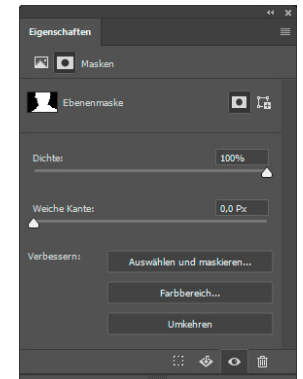 Eigenschaften
Masken
Ebenenmaske
Dichte: 100%
Weiche Kante: 0,0 Px
Verbessern: Auswählen und maskieren...
Farbbereich...
Umkehren